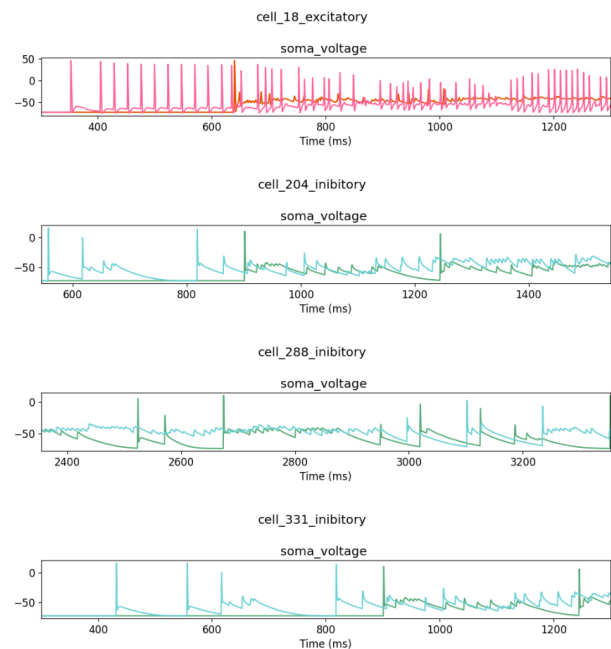 cell_18_excitatory
soma_voltage
50
0
−50
400 600 800 1000 1200
Time (ms)
cell_204_inibitory
soma_voltage
0
−50
600 800 1000 1200 1400
Time (ms)
cell_288_inibitory
soma_voltage
0
−50
2400 2600 2800 3000 3200
Time (ms)
cell_331_inibitory
soma_voltage
0
−50
400 600 800 1000 1200
Time (ms)